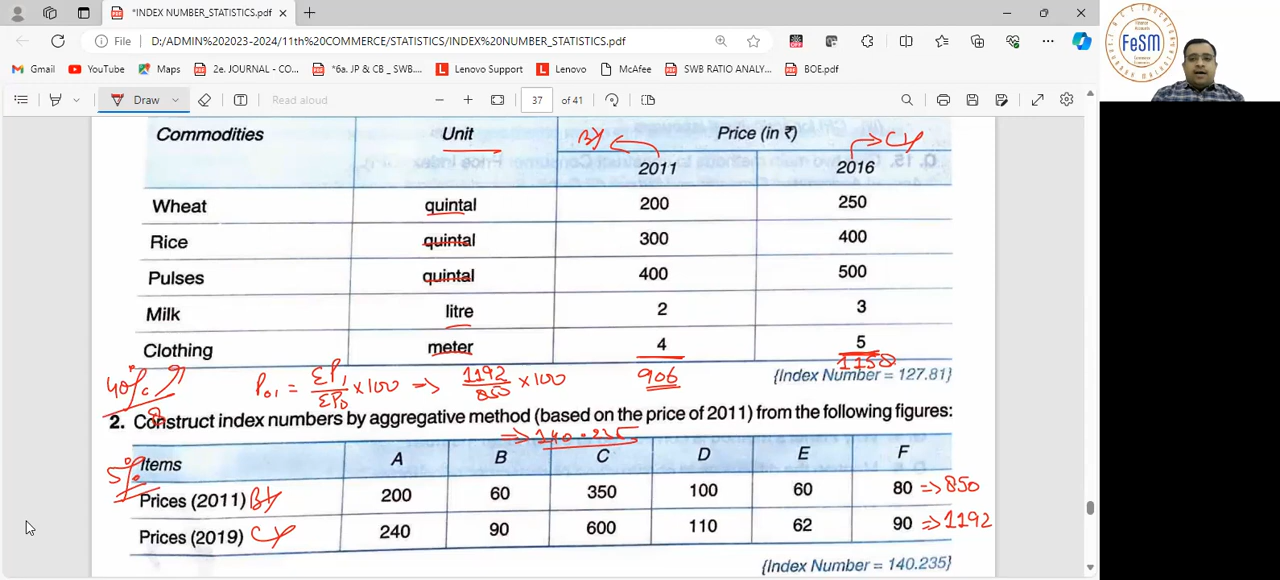 *INDEX NUMBER_STATISTICS.pdf
File D:/ADMIN%202023-2024/11th%20COMMERCE/STATISTICS/INDEX%20NUMBER_STATISTICS.pdf
Gmail YouTube Maps 2e. JOURNAL - CO... *6a. JP & CB _ SWB... Lenovo Support Lenovo McAfee SWB RATIO ANALY... BOE.pdf
Draw Read aloud 37 of 41
FeSM
Commodities Unit Price (in ₹)
BY CY
2011 2016
Wheat quintal 200 250
Rice quintal 300 400
Pulses quintal 400 500
Milk litre 2 3
Clothing meter 4 5
906 1158
{Index Number = 127.81}
40%
8
P01 = ΣP1/ΣP0 × 100 ⇒ 1192/850 × 100
2. Construct index numbers by aggregative method (based on the price of 2011) from the following figures:
⇒ 140.235
5%
Items A B C D E F
Prices (2011) BY 200 60 350 100 60 80 ⇒ 850
Prices (2019) CY 240 90 600 110 62 90 ⇒ 1192
{Index Number = 140.235}